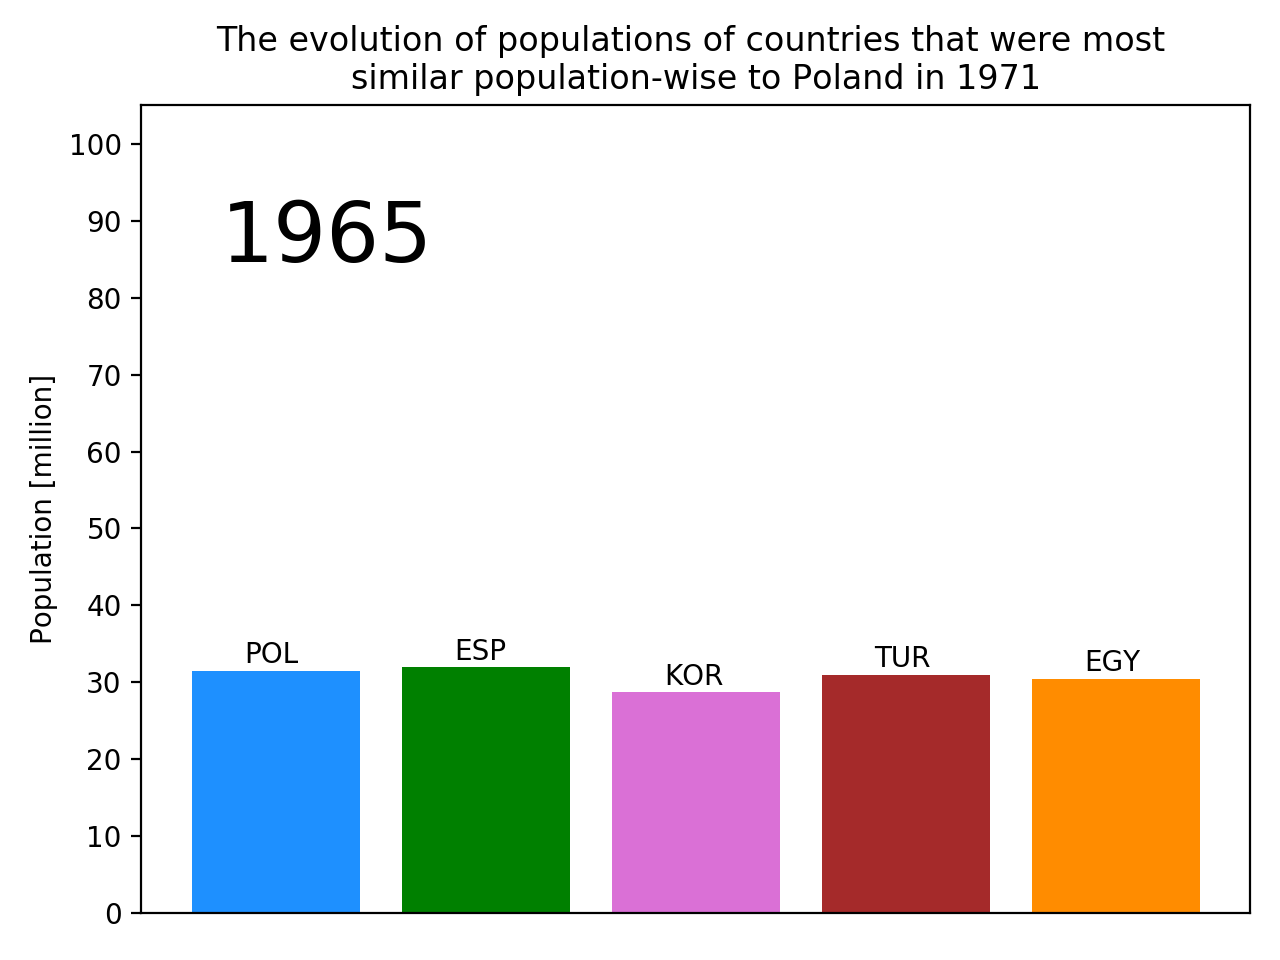 The evolution of populations of countries that were most
similar population-wise to Poland in 1971
1965
Population [million]
100
90
80
70
60
50
40
30
20
10
0
POL
ESP
KOR
TUR
EGY